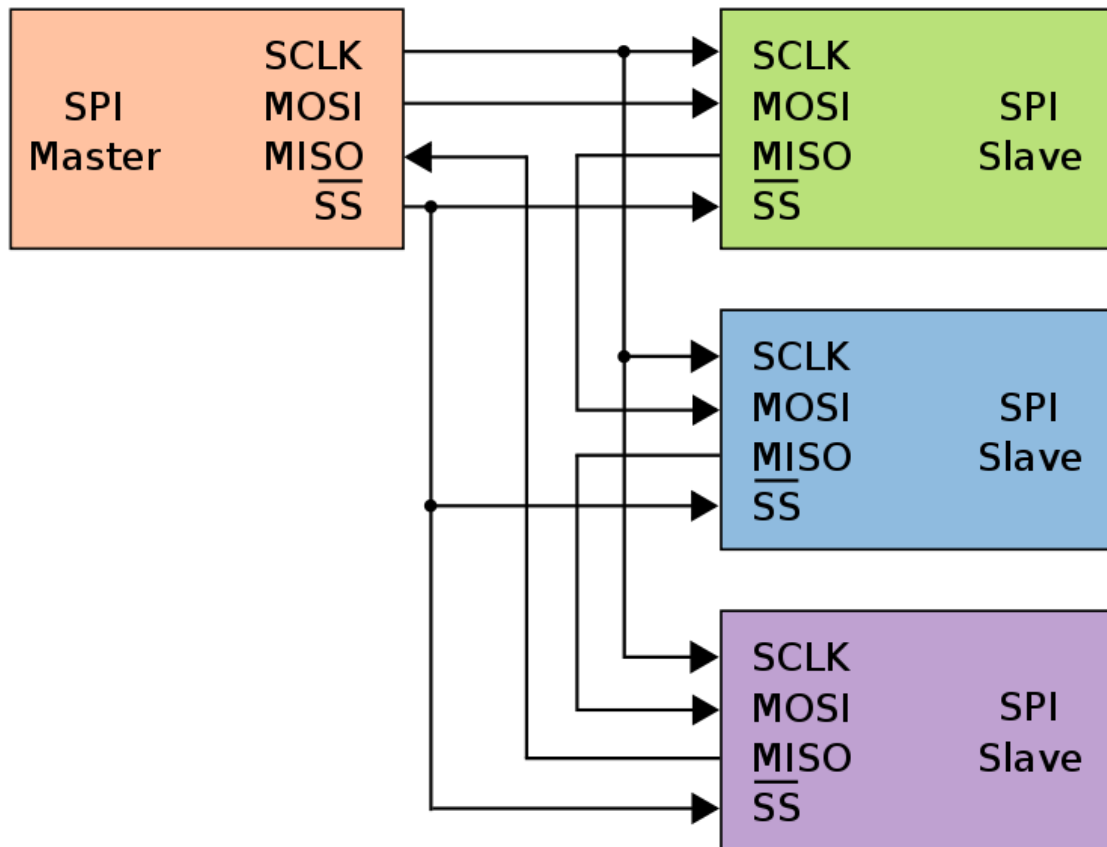 SCLK
SPI MOSI
Master MISO
SS
SCLK
MOSI SPI
MISO Slave
SS
SCLK
MOSI SPI
MISO Slave
SS
SCLK
MOSI SPI
MISO Slave
SS